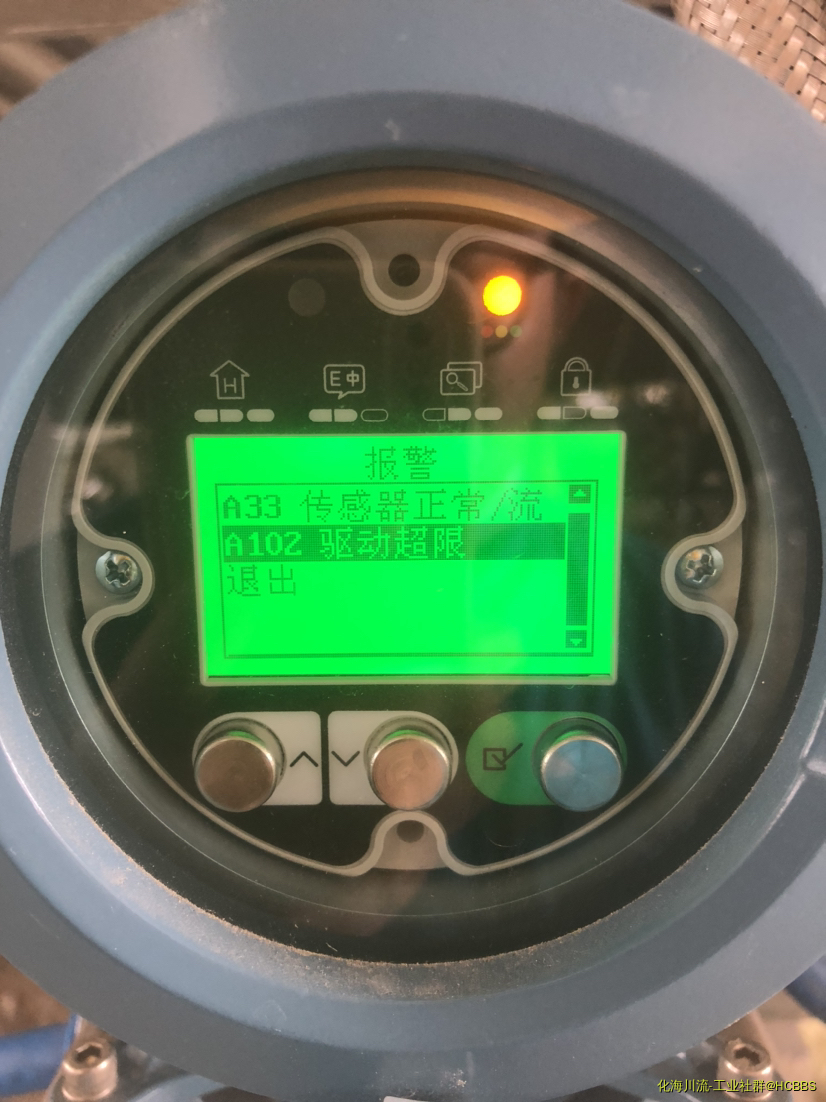 H
E中
报警
A33 传感器正常/流
A102 驱动超限
退出
化海川流-工业社群@HCBBS